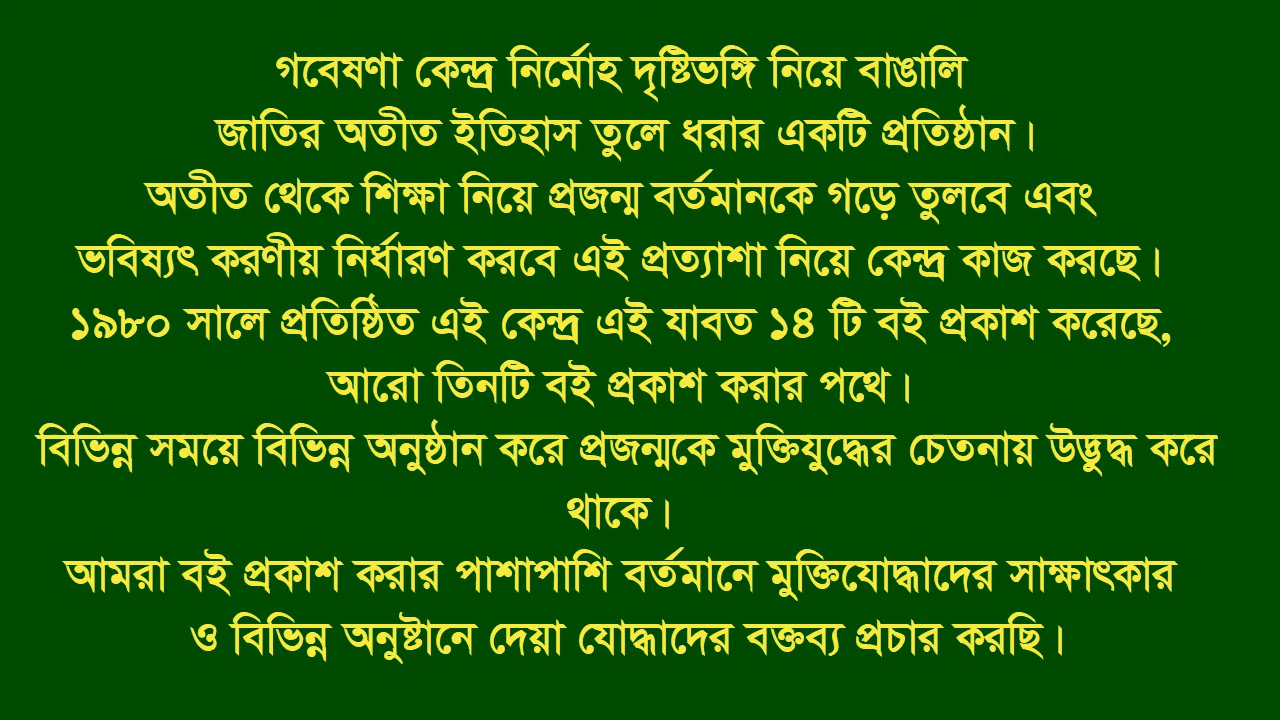 গবেষণা কেন্দ্র নির্মোহ দৃষ্টিভঙ্গি নিয়ে বাঙালি
জাতির অতীত ইতিহাস তুলে ধরার একটি প্রতিষ্ঠান।
অতীত থেকে শিক্ষা নিয়ে প্রজন্ম বর্তমানকে গড়ে তুলবে এবং
ভবিষ্যৎ করণীয় নির্ধারণ করবে এই প্রত্যাশা নিয়ে কেন্দ্র কাজ করছে।
১৯৮০ সালে প্রতিষ্ঠিত এই কেন্দ্র এই যাবত ১৪ টি বই প্রকাশ করেছে,
আরো তিনটি বই প্রকাশ করার পথে।
বিভিন্ন সময়ে বিভিন্ন অনুষ্ঠান করে প্রজন্মকে মুক্তিযুদ্ধের চেতনায় উদ্ভুদ্ধ করে
থাকে।
আমরা বই প্রকাশ করার পাশাপাশি বর্তমানে মুক্তিযোদ্ধাদের সাক্ষাৎকার
ও বিভিন্ন অনুষ্টানে দেয়া যোদ্ধাদের বক্তব্য প্রচার করছি।